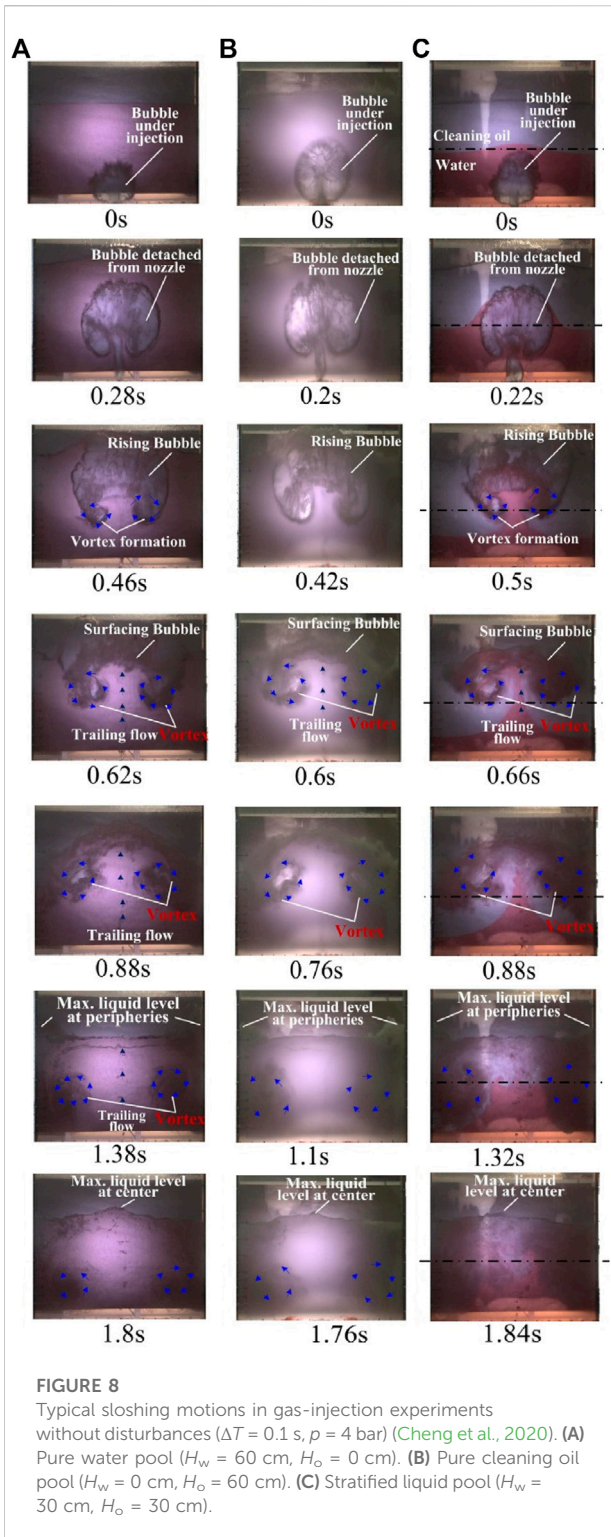 A
B
C
Bubble
under
injection
Bubble
under
injection
Bubble
under
injection
Cleaning oil
Water
0s
0s
0s
Bubble detached
from nozzle
Bubble detached
from nozzle
Bubble detached
from nozzle
0.28s
0.2s
0.22s
Rising Bubble
Vortex formation
Rising Bubble
Rising Bubble
Vortex formation
0.46s
0.42s
0.5s
Surfacing Bubble
Trailing flow
Vortex
Surfacing Bubble
Trailing
flow
Vortex
Surfacing Bubble
Trailing
flow
Vortex
0.62s
0.6s
0.66s
Vortex
Trailing flow
Vortex
Vortex
0.88s
0.76s
0.88s
Max. liquid level
at peripheries
Trailing
flow
Vortex
Max. liquid level
at peripheries
Max. liquid level
at peripheries
1.38s
1.1s
1.32s
Max. liquid level
at center
Max. liquid
level at center
Max. liquid
level at center
1.8s
1.76s
1.84s
FIGURE 8
Typical sloshing motions in gas-injection experiments
without disturbances (ΔT = 0.1 s, p = 4 bar) (Cheng et al., 2020). (A)
Pure water pool (Hw = 60 cm, Ho = 0 cm). (B) Pure cleaning oil
pool (Hw = 0 cm, Ho = 60 cm). (C) Stratified liquid pool (Hw =
30 cm, Ho = 30 cm).